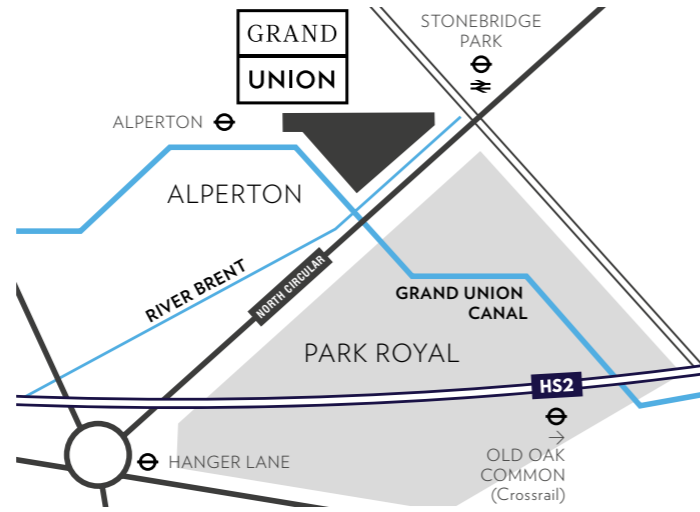 GRAND
UNION
STONEBRIDGE
PARK
ALPERTON
ALPERTON
RIVER BRENT
NORTH CIRCULAR
GRAND UNION
CANAL
PARK ROYAL
HS2
HANGER LANE
→
OLD OAK
COMMON
(Crossrail)